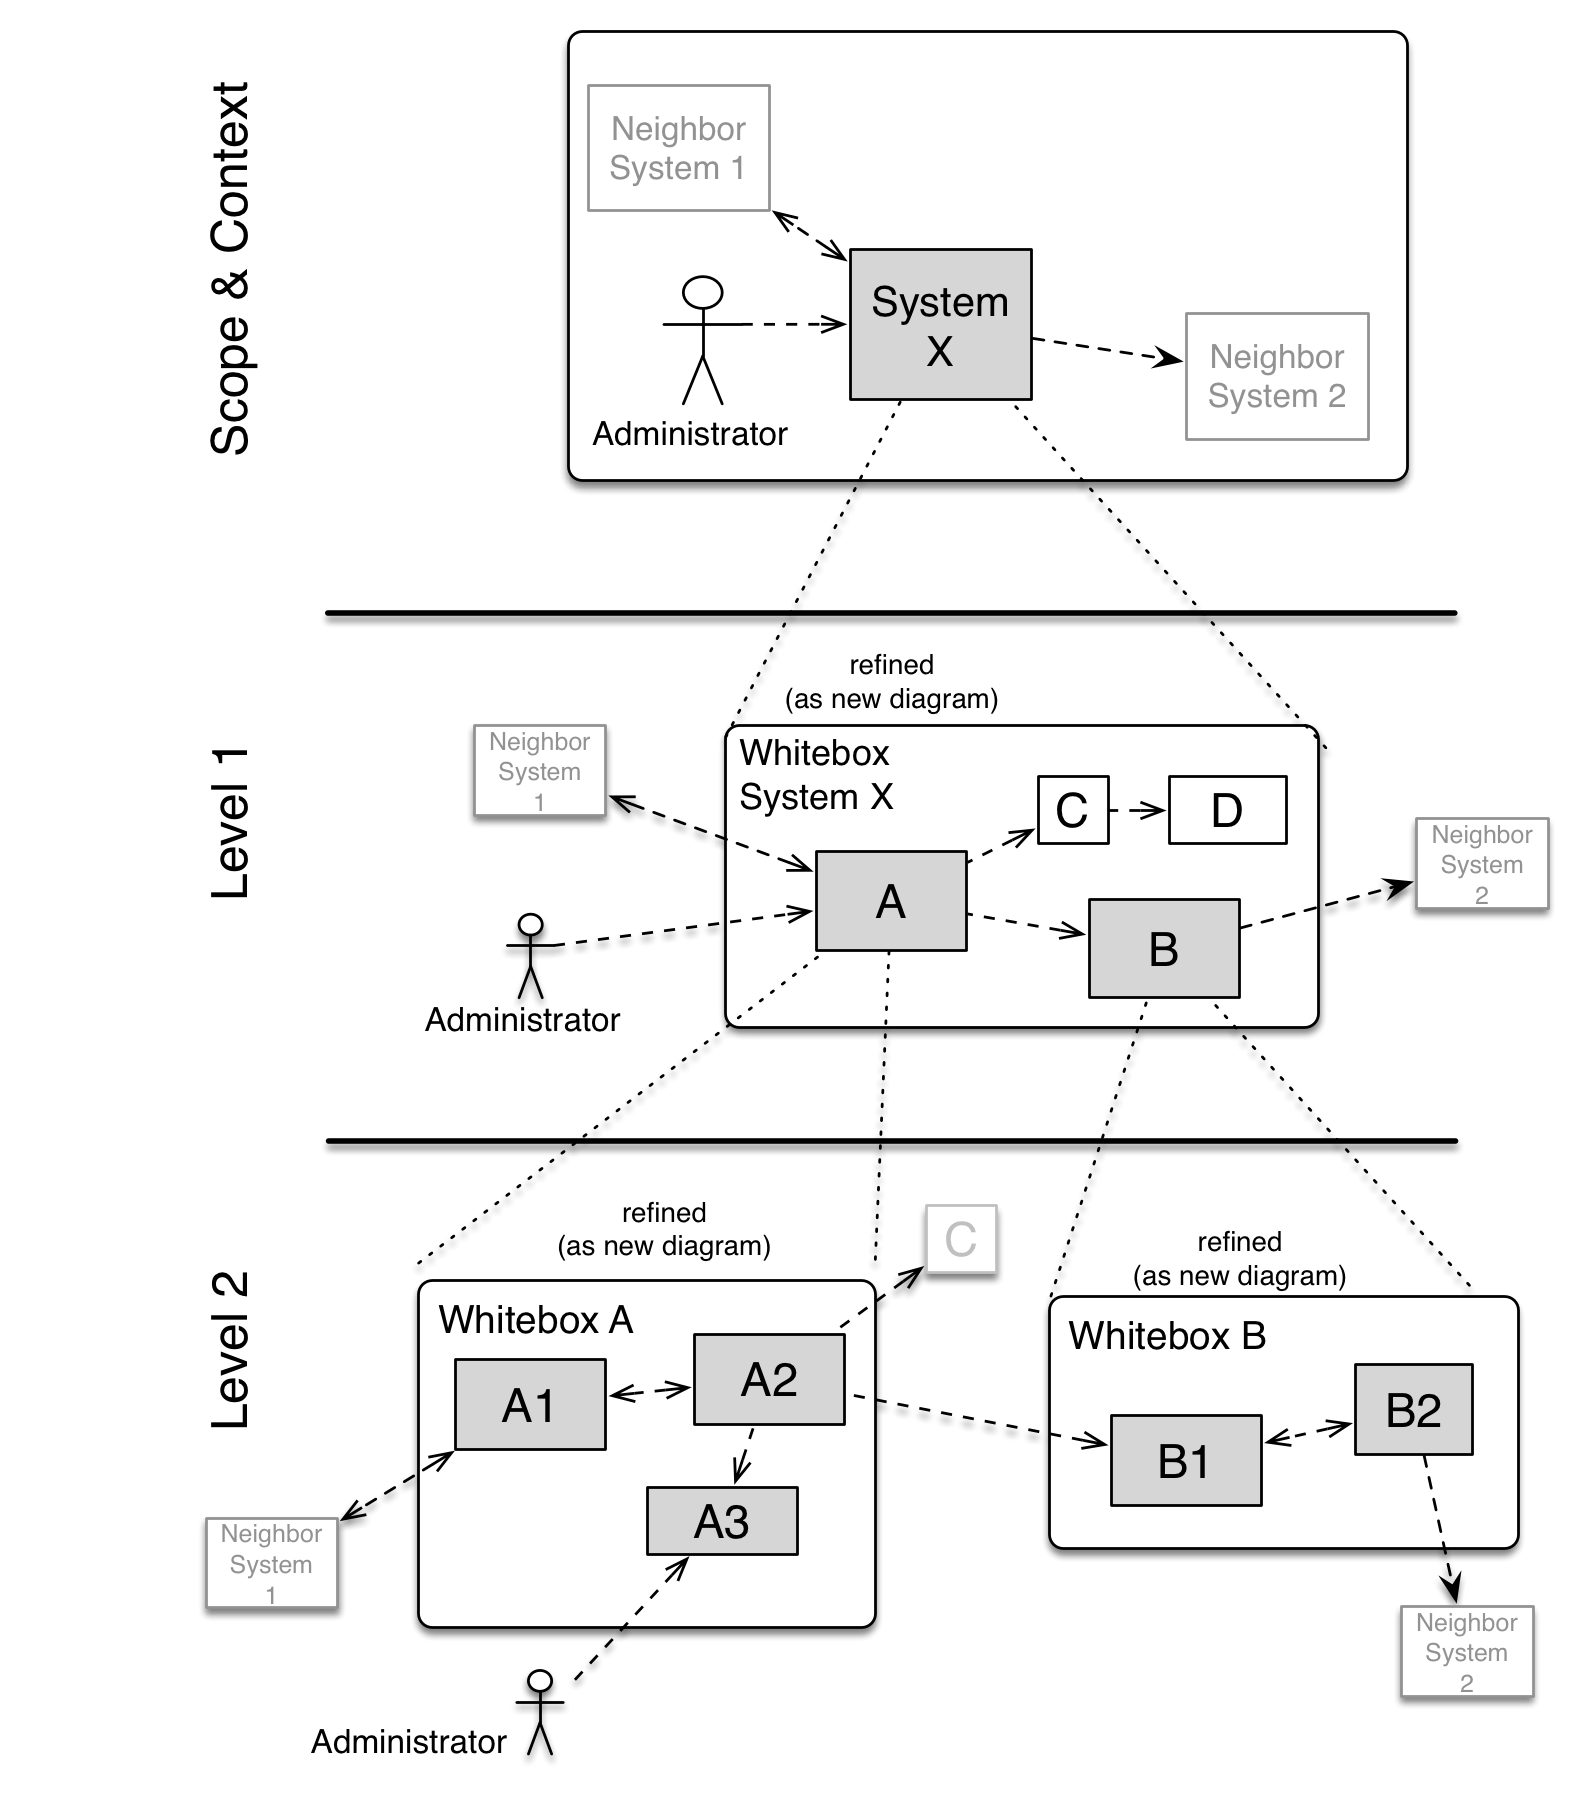 Scope & Context
Neighbor
System 1
System
X
Neighbor
System 2
Administrator
Level 1
refined
(as new diagram)
Neighbor
System
1
Whitebox
System X
C
D
A
B
Neighbor
System
2
Administrator
Level 2
refined
(as new diagram)
C
refined
(as new diagram)
Whitebox A
A1
A2
A3
Whitebox B
B1
B2
Neighbor
System
1
Neighbor
System
2
Administrator